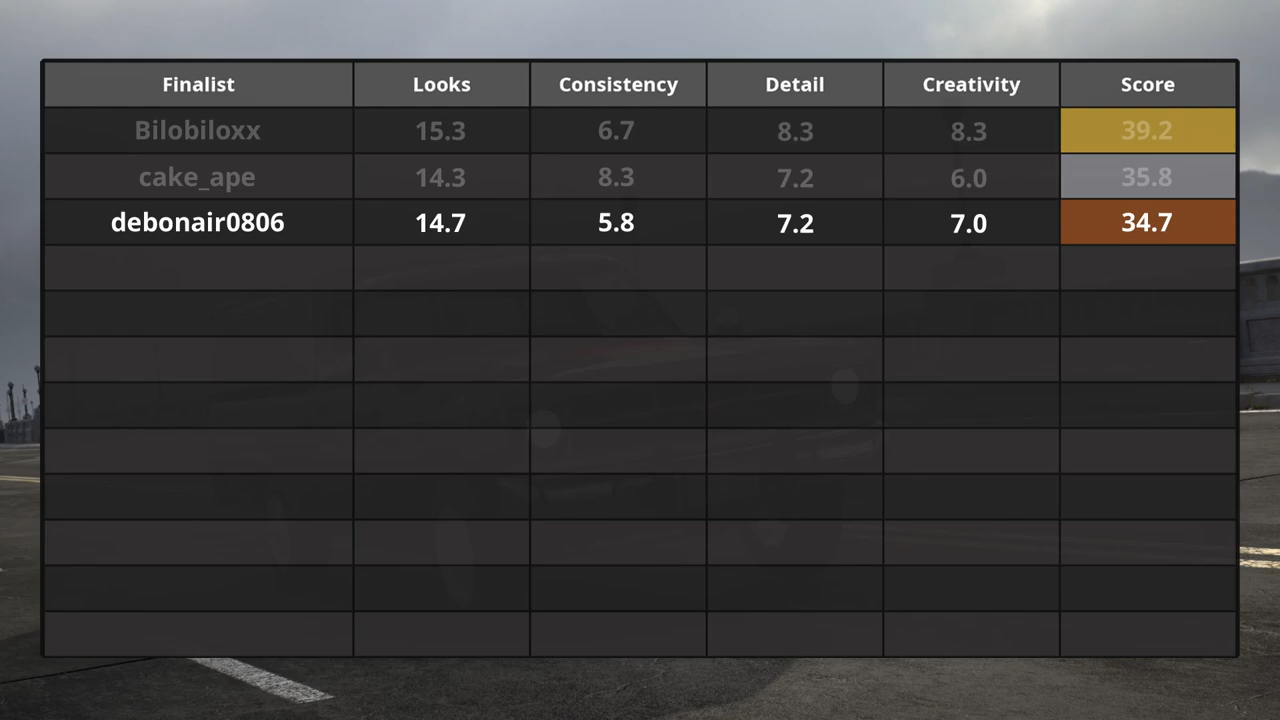 Finalist Looks Consistency Detail Creativity Score
Bilobiloxx 15.3 6.7 8.3 8.3 39.2
cake_ape 14.3 8.3 7.2 6.0 35.8
debonair0806 14.7 5.8 7.2 7.0 34.7